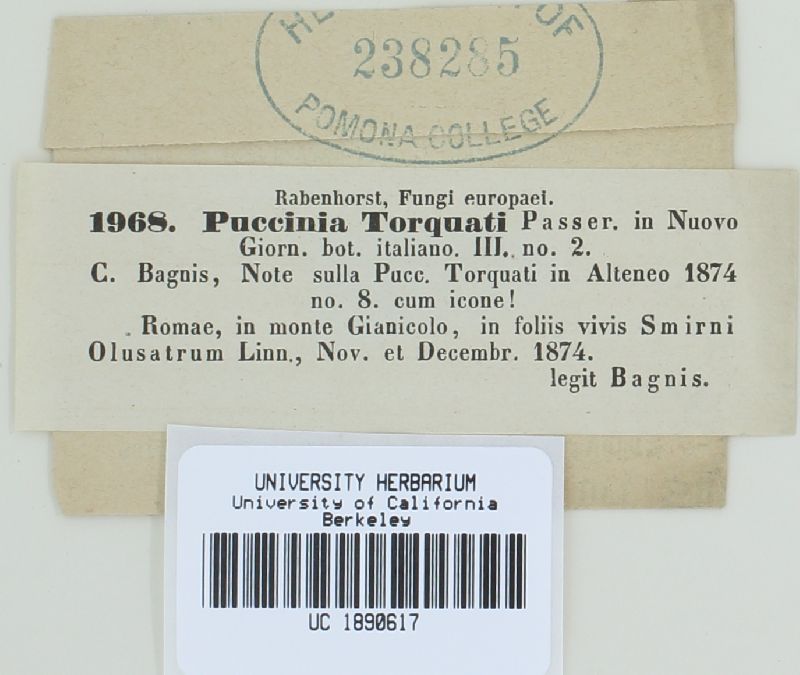 OF
238285
POMONA COLLEGE
Rabenhorst, Fungi europaei.
1968. Puccinia Torquati Passer. in Nuovo
Giorn. bot. italiano. III. no. 2.
C. Bagnis, Note sulla Pucc. Torquati in Alteneo 1874
no. 8. cum icone!
Romae, in monte Gianicolo, in foliis vivis Smirni
Olusatrum Linn., Nov. et Decembr. 1874.
legit Bagnis.
UNIVERSITY HERBARIUM
University of California
Berkeley
UC 1890617